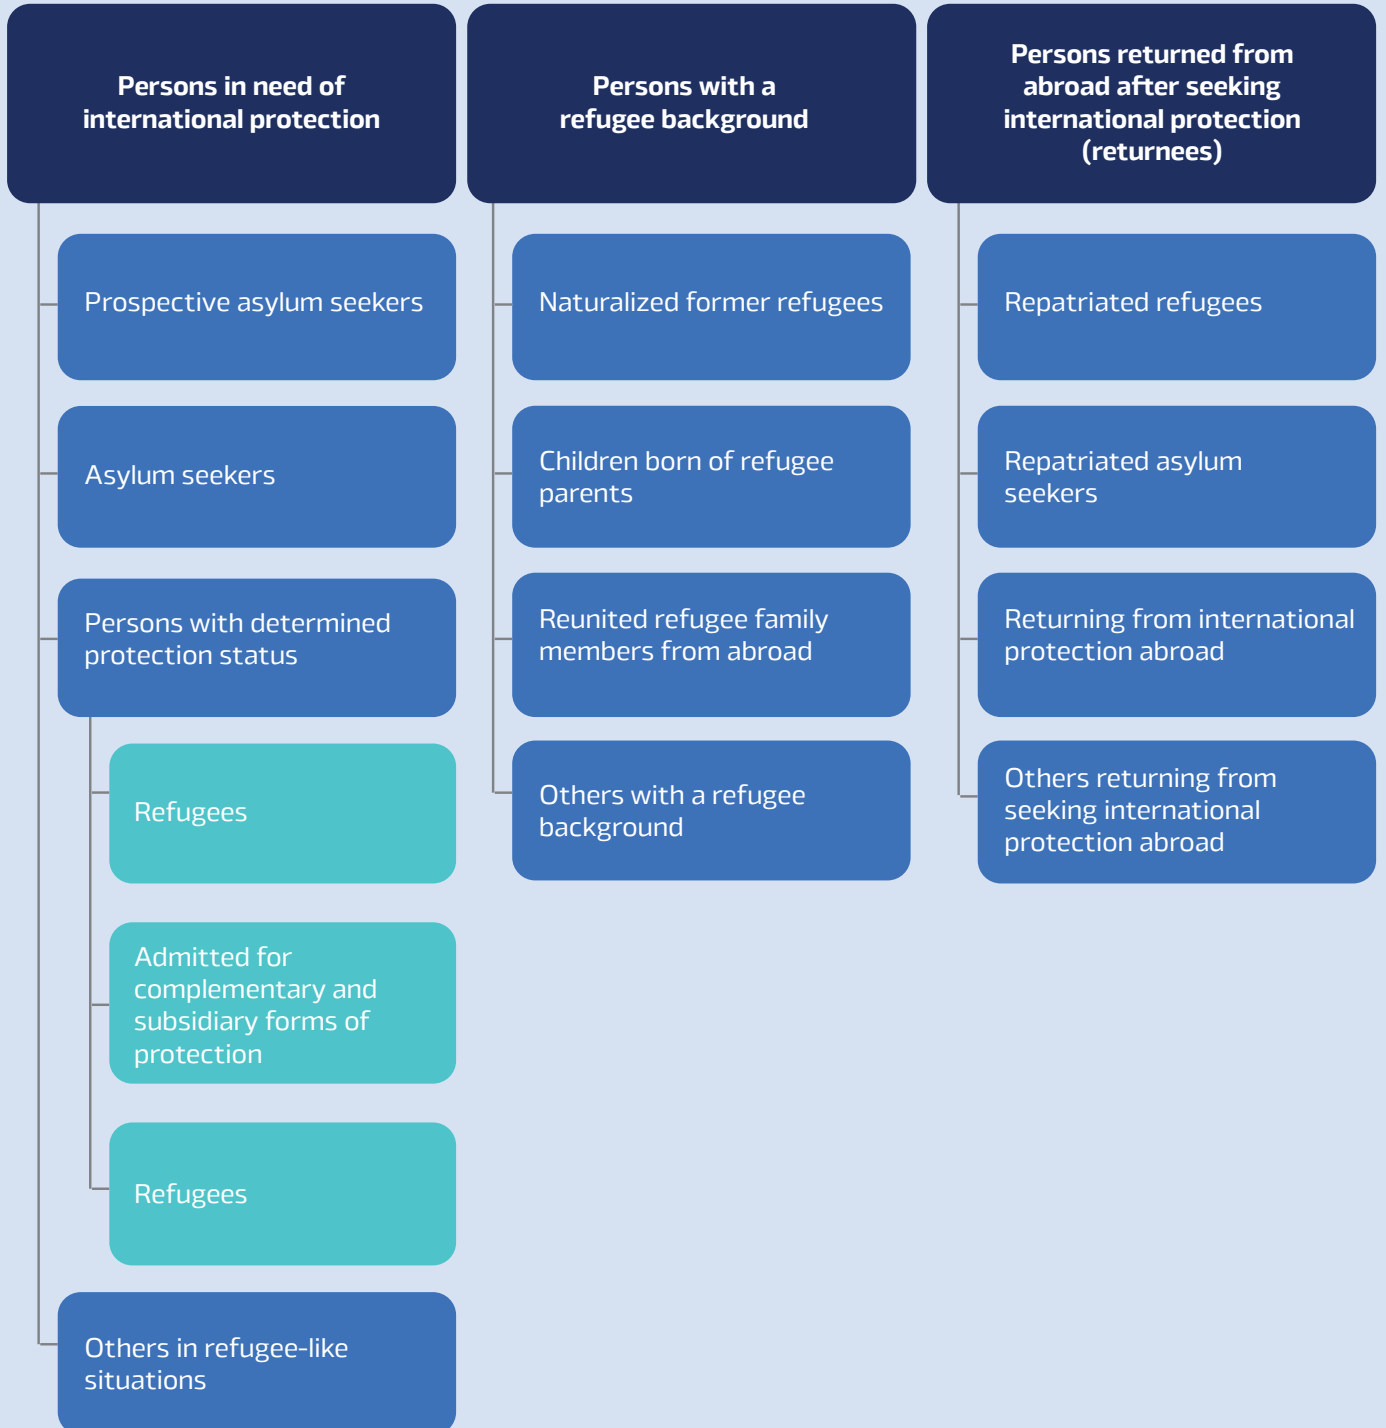 Persons in need of
international protection
Prospective asylum seekers
Asylum seekers
Persons with determined
protection status
Refugees
Admitted for
complementary and
subsidiary forms of
protection
Refugees
Others in refugee-like
situations
Persons with a
refugee background
Naturalized former refugees
Children born of refugee
parents
Reunited refugee family
members from abroad
Others with a refugee
background
Persons returned from
abroad after seeking
international protection
(returnees)
Repatriated refugees
Repatriated asylum
seekers
Returning from international
protection abroad
Others returning from
seeking international
protection abroad